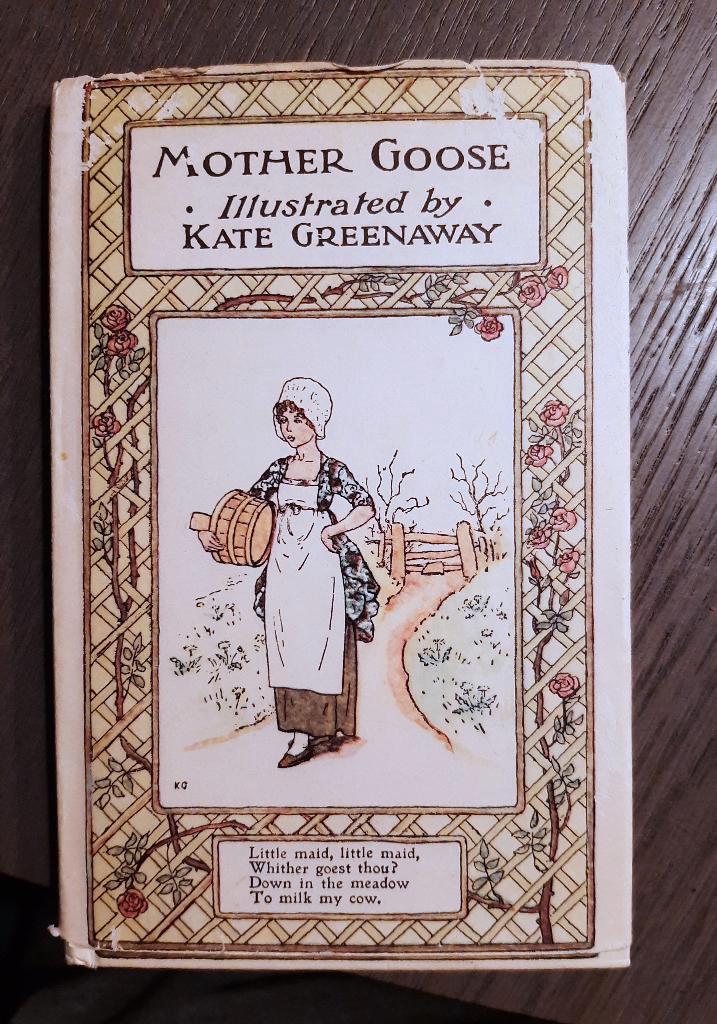 MOTHER GOOSE
• Illustrated by •
KATE GREENAWAY
KG
Little maid, little maid,
Whither goest thou?
Down in the meadow
To milk my cow.